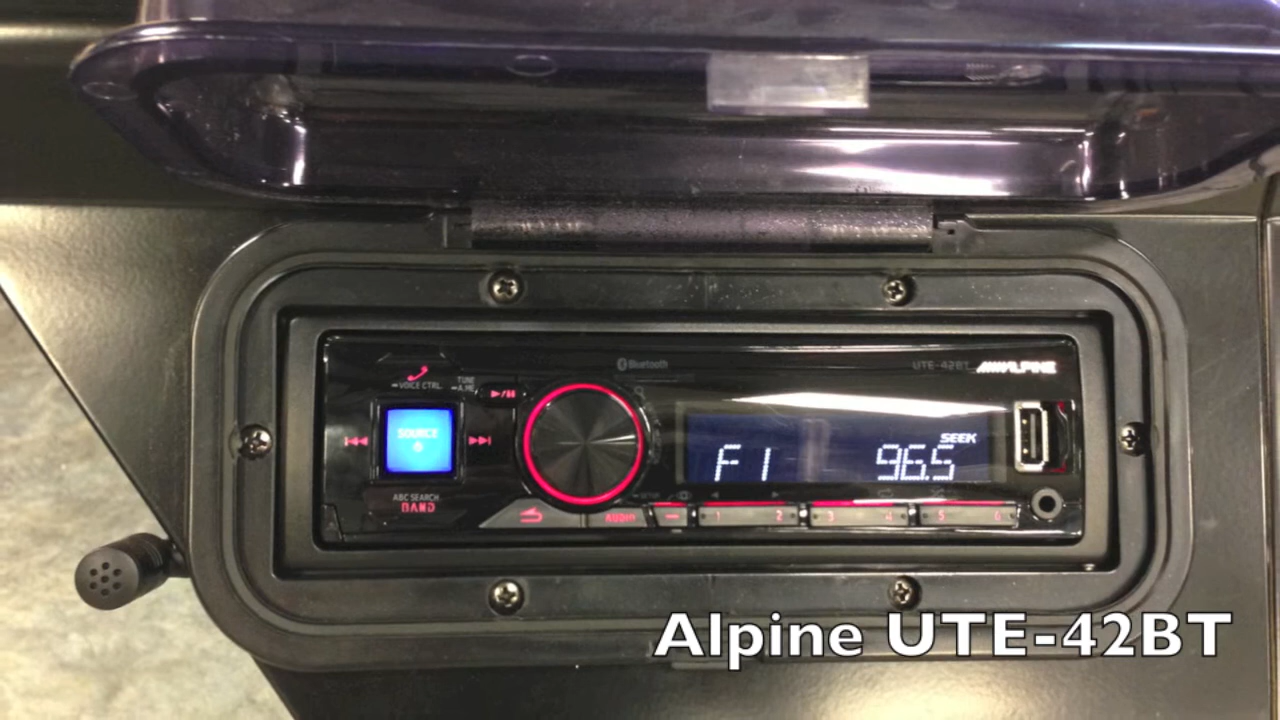 Bluetooth
UTE-42BT ALPINE
VOICE CTRL.
TUNE
A.ME
SOURCE
SEEK
F1 96.5
ABC SEARCH
BAND
AUDIO
SETUP
1 2 3 4 5 6
Alpine UTE-42BT